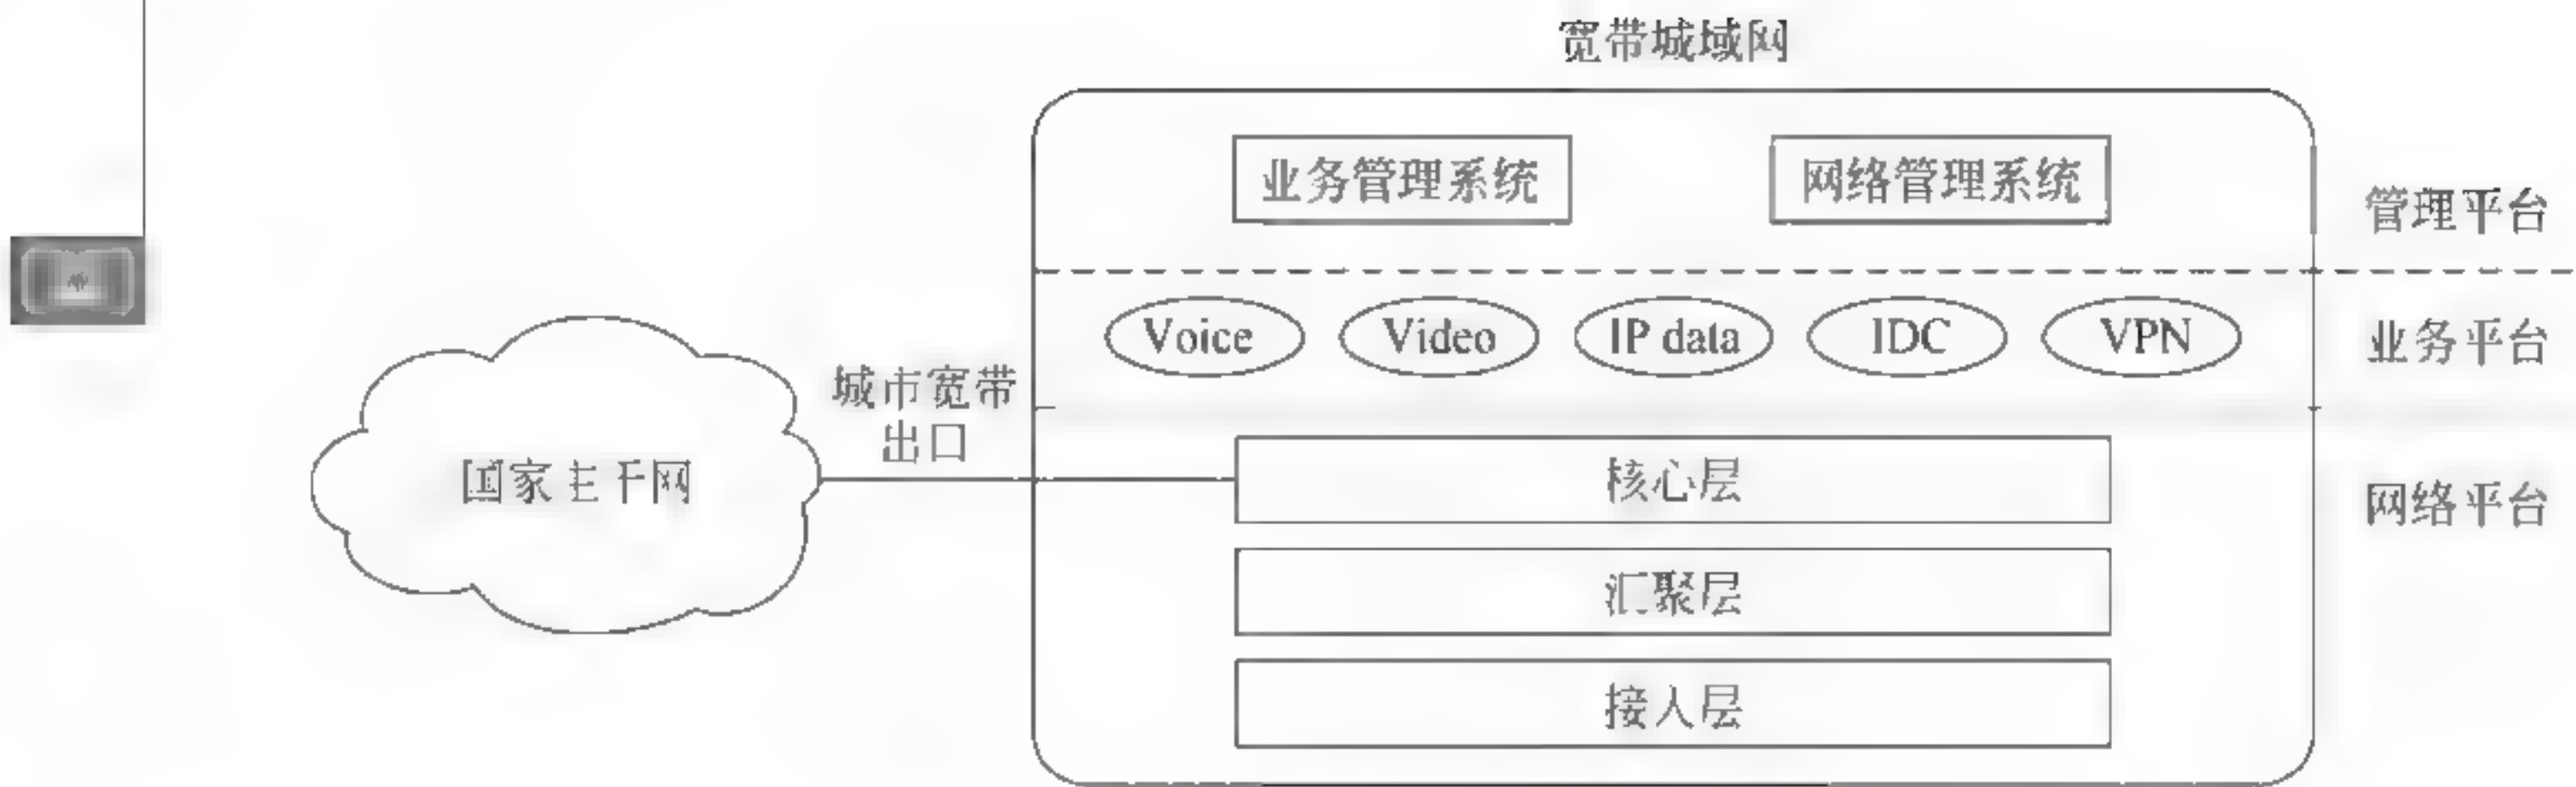 宽带城域网
业务管理系统
网络管理系统
管理平台
Voice
Video
IP data
IDC
VPN
业务平台
城市宽带
出口
国家主干网
核心层
网络平台
汇聚层
接入层